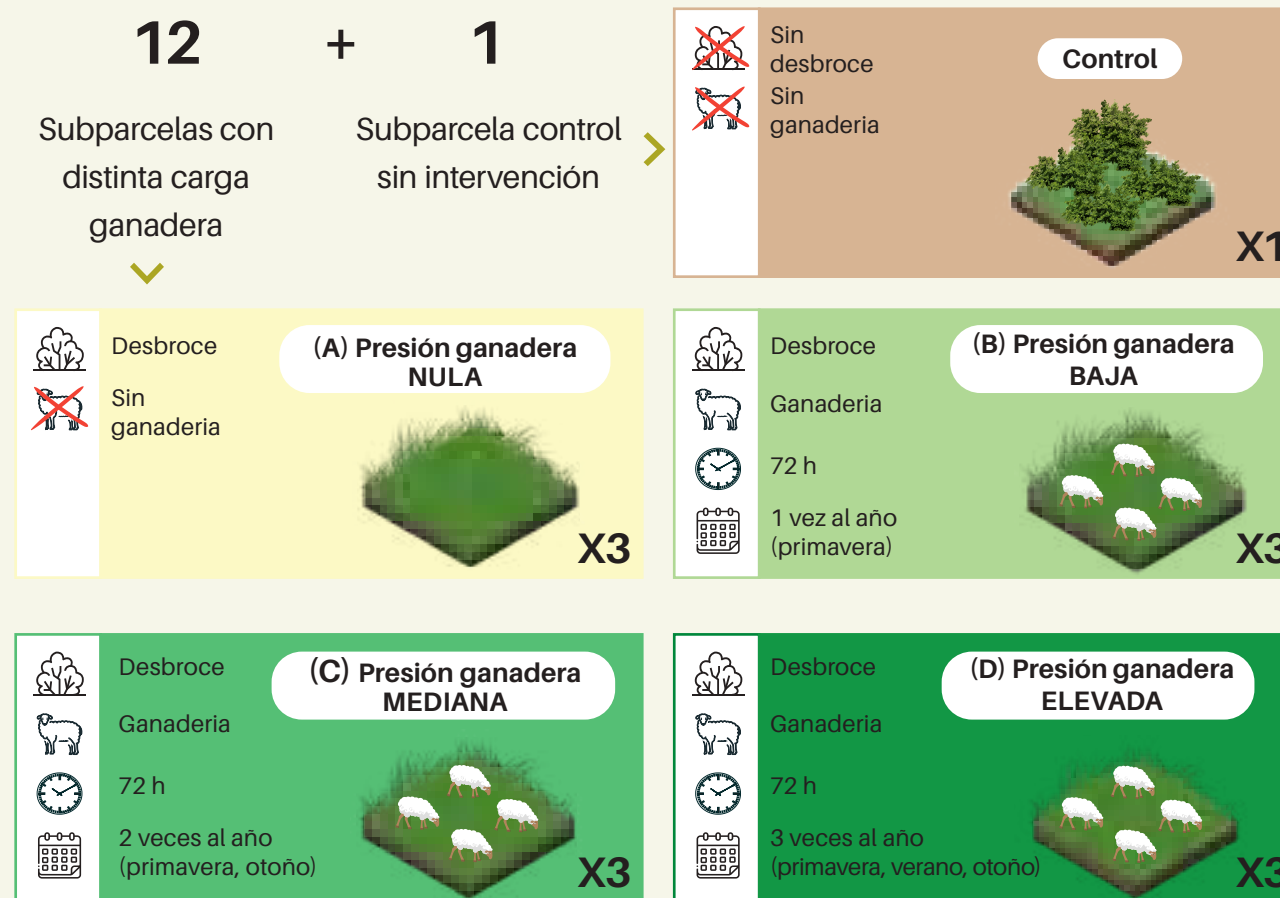 12 + 1
Subparcelas con
distinta carga
ganadera
Subparcela control
sin intervención
Sin
desbroce
Sin
ganaderia
Control
X1
Desbroce
Sin
ganaderia
(A) Presión ganadera
NULA
X3
Desbroce
Ganaderia
72 h
1 vez al año
(primavera)
(B) Presión ganadera
BAJA
X3
Desbroce
Ganaderia
72 h
2 veces al año
(primavera, otoño)
(C) Presión ganadera
MEDIANA
X3
Desbroce
Ganaderia
72 h
3 veces al año
(primavera, verano, otoño)
(D) Presión ganadera
ELEVADA
X3